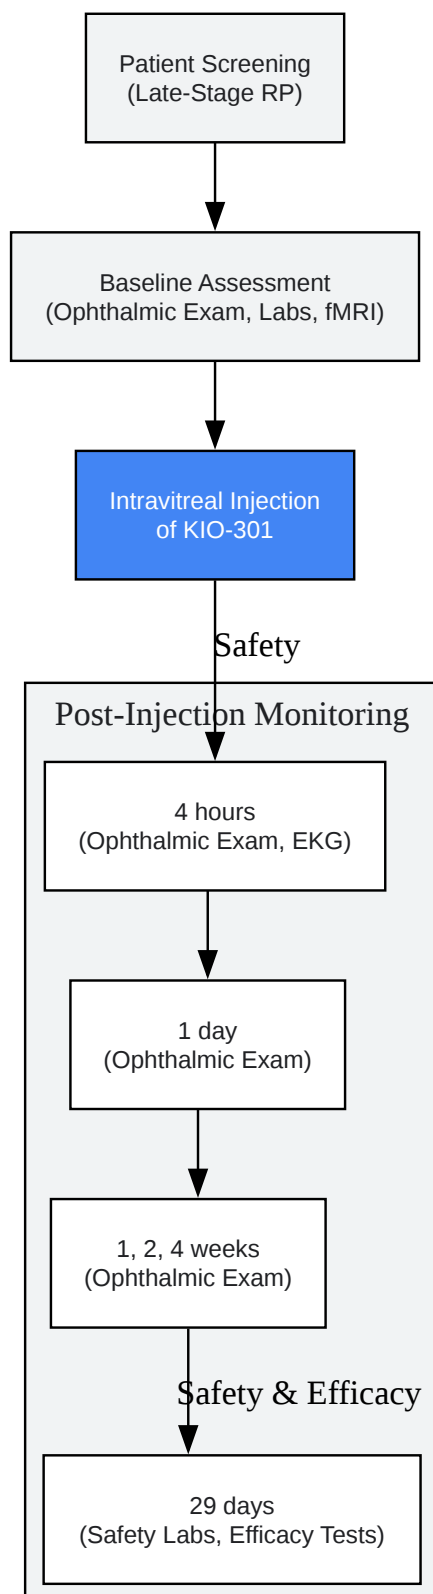 Patient Screening
(Late-Stage RP)
Baseline Assessment
(Ophthalmic Exam, Labs, fMRI)
Intravitreal Injection
of KIO-301
Safety
Post-Injection Monitoring
4 hours
(Ophthalmic Exam, EKG)
1 day
(Ophthalmic Exam)
1, 2, 4 weeks
(Ophthalmic Exam)
Safety & Efficacy
29 days
(Safety Labs, Efficacy Tests)